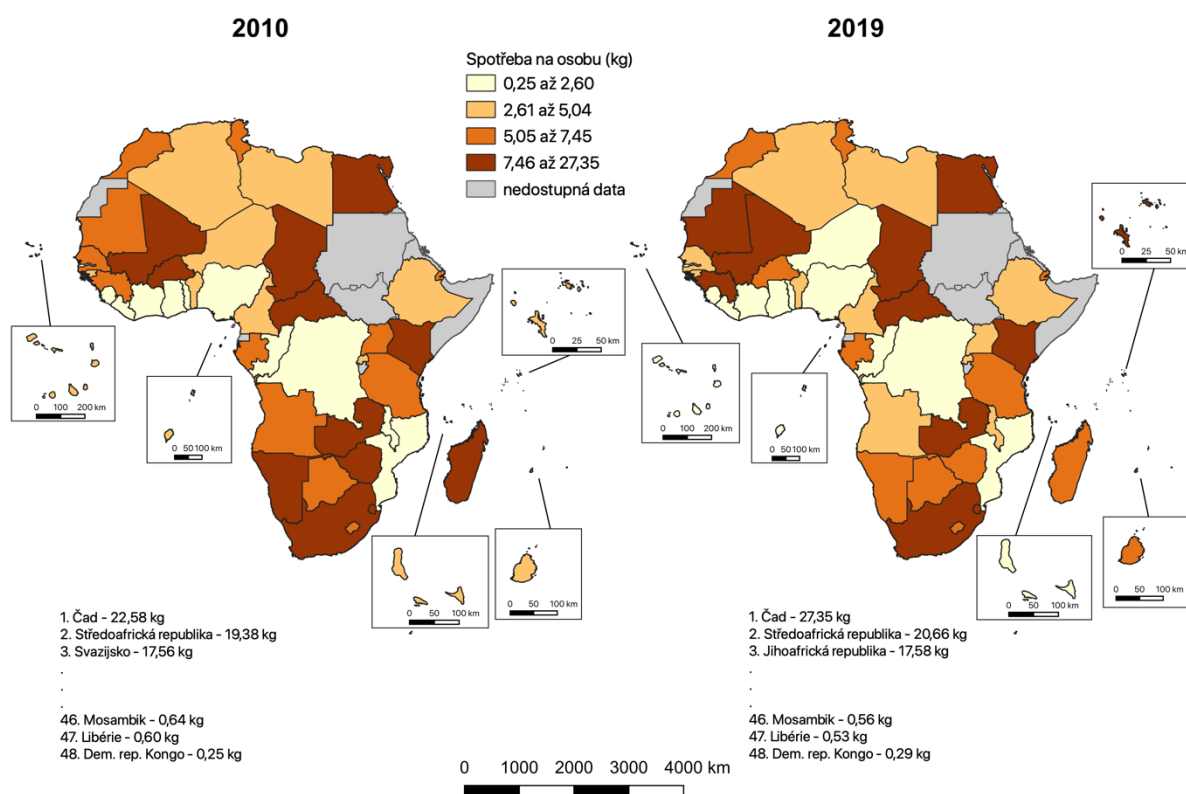 2010
2019
Spotřeba na osobu (kg)
0,25 až 2,60
2,61 až 5,04
5,05 až 7,45
7,46 až 27,35
nedostupná data
0 25 50 km
0 25 50 km
0 100 200 km
0 50 100 km
0 100 200 km
0 50 100 km
0 50 100 km
0 50 100 km
0 50 100 km
0 50 100 km
1. Čad – 22,58 kg
2. Středoafrická republika – 19,38 kg
3. Svazijsko – 17,56 kg
.
.
.
46. Mosambik – 0,64 kg
47. Libérie – 0,60 kg
48. Dem. rep. Kongo – 0,25 kg
1. Čad – 27,35 kg
2. Středoafrická republika – 20,66 kg
3. Jihoafrická republika – 17,58 kg
.
.
.
46. Mosambik – 0,56 kg
47. Libérie – 0,53 kg
48. Dem. rep. Kongo – 0,29 kg
0 1000 2000 3000 4000 km